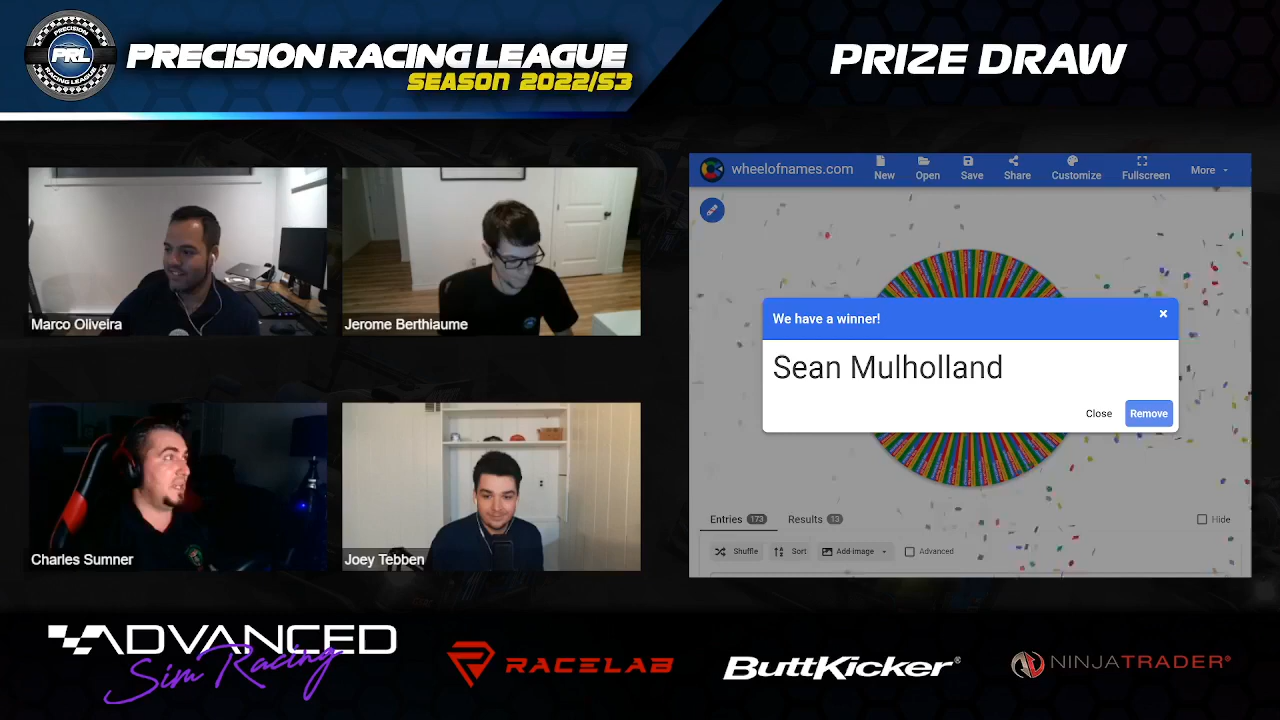 PRECISION
PRL
RACING LEAGUE
PRECISION RACING LEAGUE
SEASON 2022/S3
PRIZE DRAW
Marco Oliveira
Jerome Berthiaume
Charles Sumner
Joey Tebben
wheelofnames.com
New
Open
Save
Share
Customize
Fullscreen
More
We have a winner!
×
Sean Mulholland
Close
Remove
Entries 173
Results 13
Hide
Shuffle
Sort
Add image
Advanced
ADVANCED
Sim Racing
RACELAB
ButtKicker®
NINJATRADER®